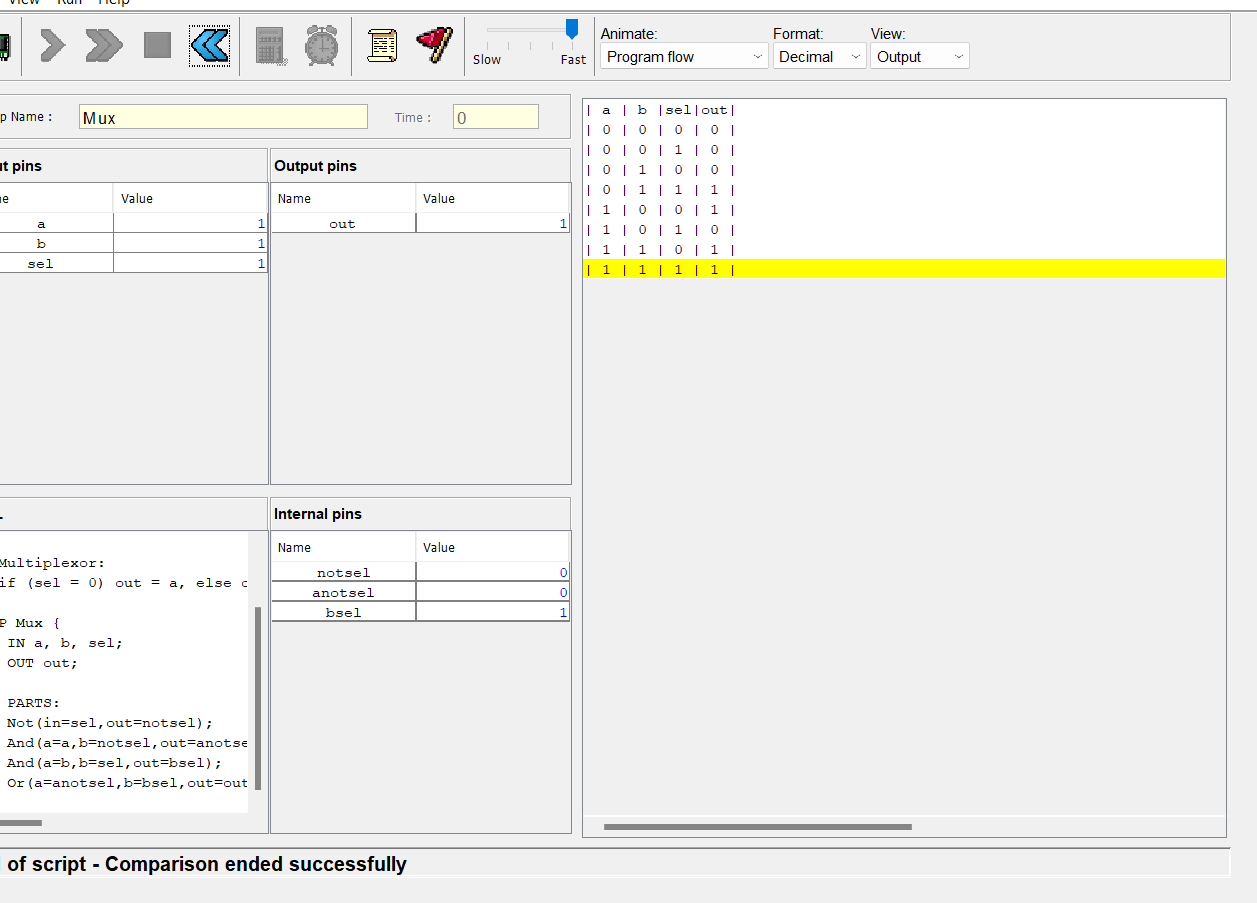 View Run Help
Animate: Format: View:
Slow Fast Program flow Decimal Output
p Name : Mux Time : 0
t pins
e Value
a 1
b 1
sel 1
Output pins
Name Value
out 1
| a | b |sel|out|
| 0 | 0 | 0 | 0 |
| 0 | 0 | 1 | 0 |
| 0 | 1 | 0 | 0 |
| 0 | 1 | 1 | 1 |
| 1 | 0 | 0 | 1 |
| 1 | 0 | 1 | 0 |
| 1 | 1 | 0 | 1 |
| 1 | 1 | 1 | 1 |
Multiplexor:
if (sel = 0) out = a, else
P Mux {
IN a, b, sel;
OUT out;
PARTS:
Not(in=sel,out=notsel);
And(a=a,b=notsel,out=anotse
And(a=b,b=sel,out=bsel);
Or(a=anotsel,b=bsel,out=out
Internal pins
Name Value
notsel 0
anotsel 0
bsel 1
of script - Comparison ended successfully